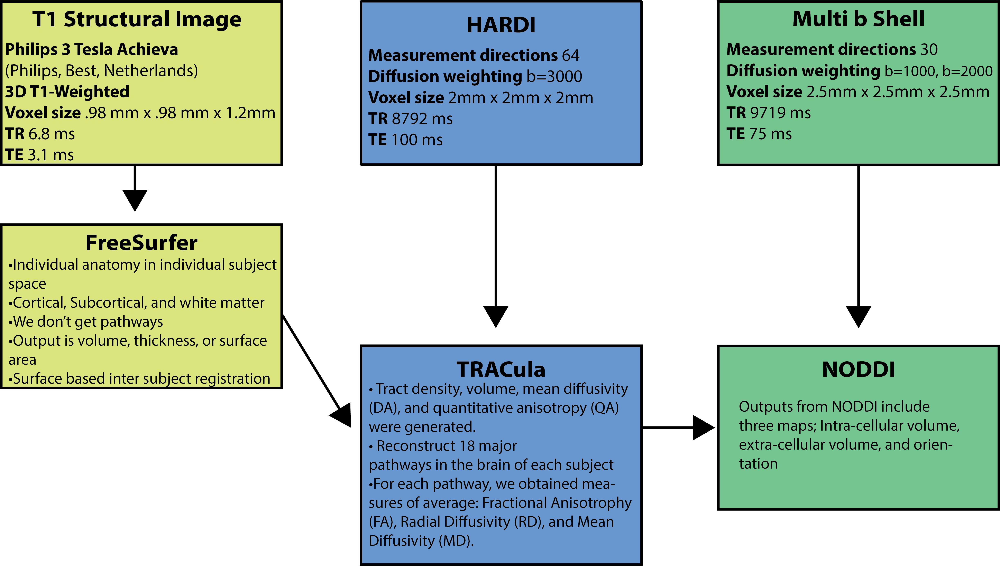 T1 Structural Image
Philips 3 Tesla Achieva
(Philips, Best, Netherlands)
3D T1-Weighted
Voxel size .98 mm x .98 mm x 1.2mm
TR 6.8 ms
TE 3.1 ms
HARDI
Measurement directions 64
Diffusion weighting b=3000
Voxel size 2mm x 2mm x 2mm
TR 8792 ms
TE 100 ms
Multi b Shell
Measurement directions 30
Diffusion weighting b=1000, b=2000
Voxel size 2.5mm x 2.5mm x 2.5mm
TR 9719 ms
TE 75 ms
FreeSurfer
•Individual anatomy in individual subject
space
•Cortical, Subcortical, and white matter
•We don’t get pathways
•Output is volume, thickness, or surface
area
•Surface based inter subject registration
TRACula
• Tract density, volume, mean diffusivity
(DA), and quantitative anisotropy (QA)
were generated.
• Reconstruct 18 major
pathways in the brain of each subject
•For each pathway, we obtained mea-
sures of average: Fractional Anisotrophy
(FA), Radial Diffusivity (RD), and Mean
Diffusivity (MD).
NODDI
Outputs from NODDI include
three maps; Intra-cellular volume,
extra-cellular volume, and orien-
tation